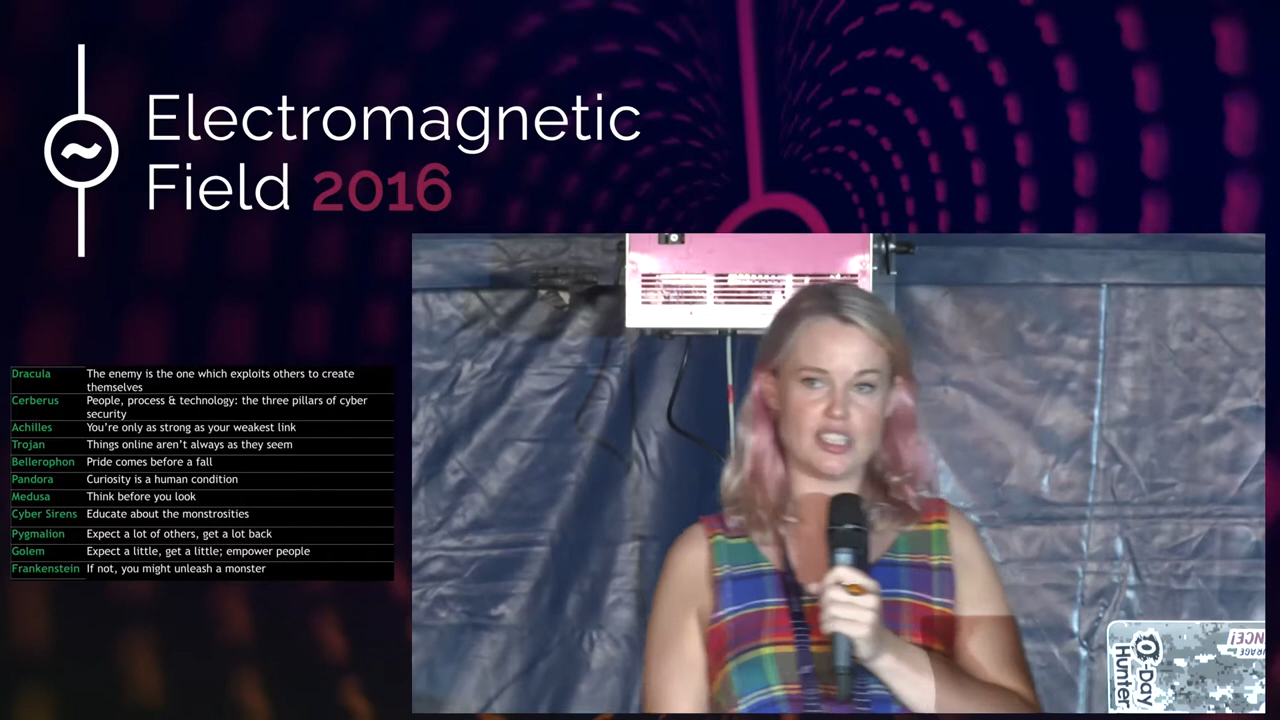 Electromagnetic
Field 2016
Dracula The enemy is the one which exploits others to create
themselves
Cerberus People, process & technology: the three pillars of cyber
security
Achilles You're only as strong as your weakest link
Trojan Things online aren't always as they seem
Bellerophon Pride comes before a fall
Pandora Curiosity is a human condition
Medusa Think before you look
Cyber Sirens Educate about the monstrosities
Pygmalion Expect a lot of others, get a lot back
Golem Expect a little, get a little; empower people
Frankenstein If not, you might unleash a monster
0-Day
Hunter